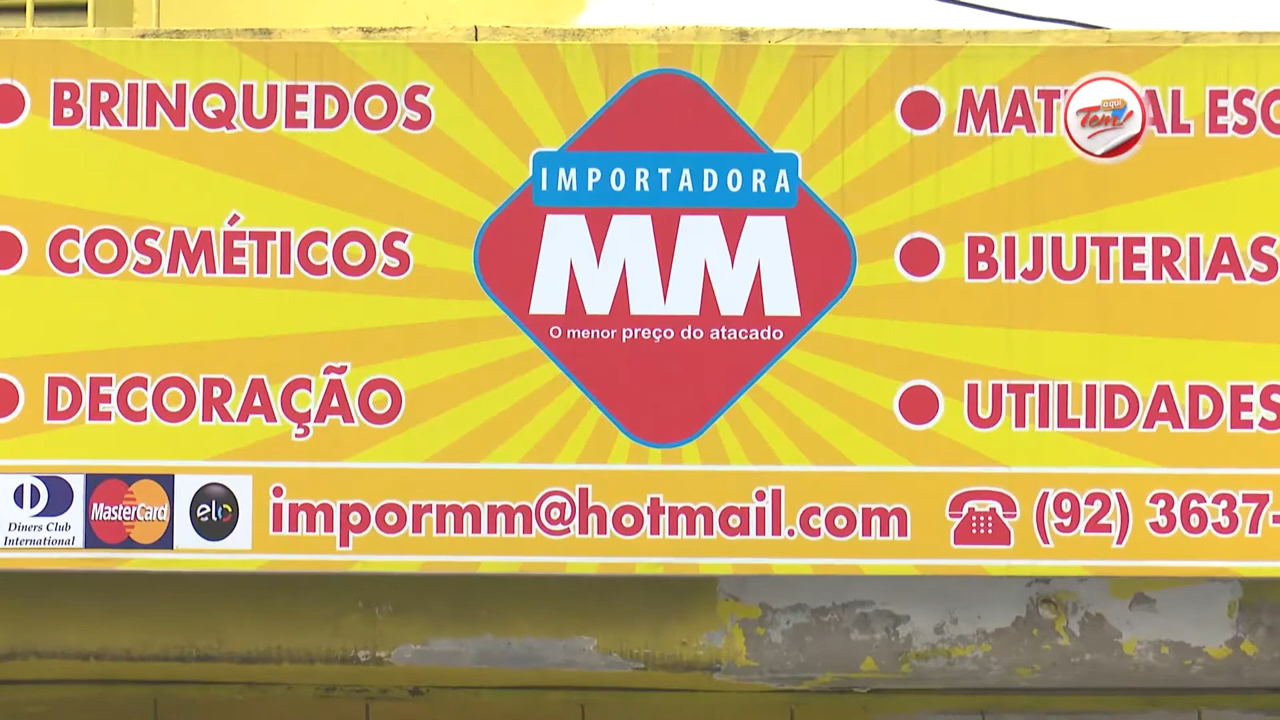 BRINQUEDOS
COSMÉTICOS
DECORAÇÃO
IMPORTADORA
MM
O menor preço do atacado
aqui
Tem!
BIJUTERIAS
UTILIDADES
Diners Club
International
MasterCard
elo
impormm@hotmail.com
(92) 3637-